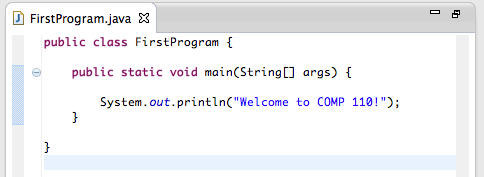 FirstProgram.java
public class FirstProgram {
public static void main(String[] args) {
System.out.println("Welcome to COMP 110!");
}
}